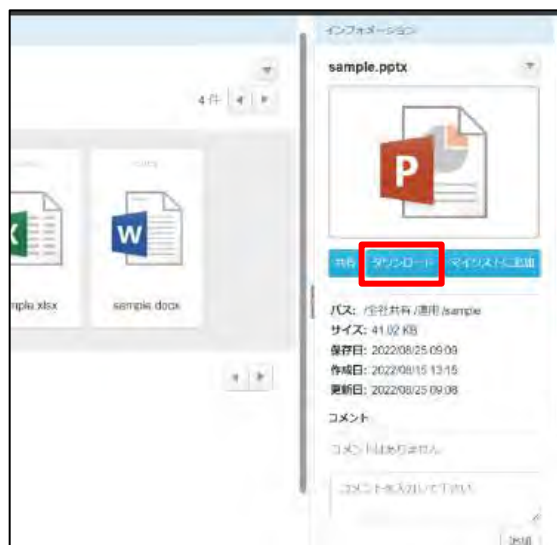 インフォメーション
sample.pptx
4 件
sample.docx
共有 ダウンロード マイリストに追加
パス: /全社共有 /運用 /sample
サイズ: 41.02 KB
保存日: 2022/08/25 09:09
作成日: 2022/08/15 13:15
更新日: 2022/08/25 09:08
コメント
コメントはありません
コメントを入力して下さい
追加